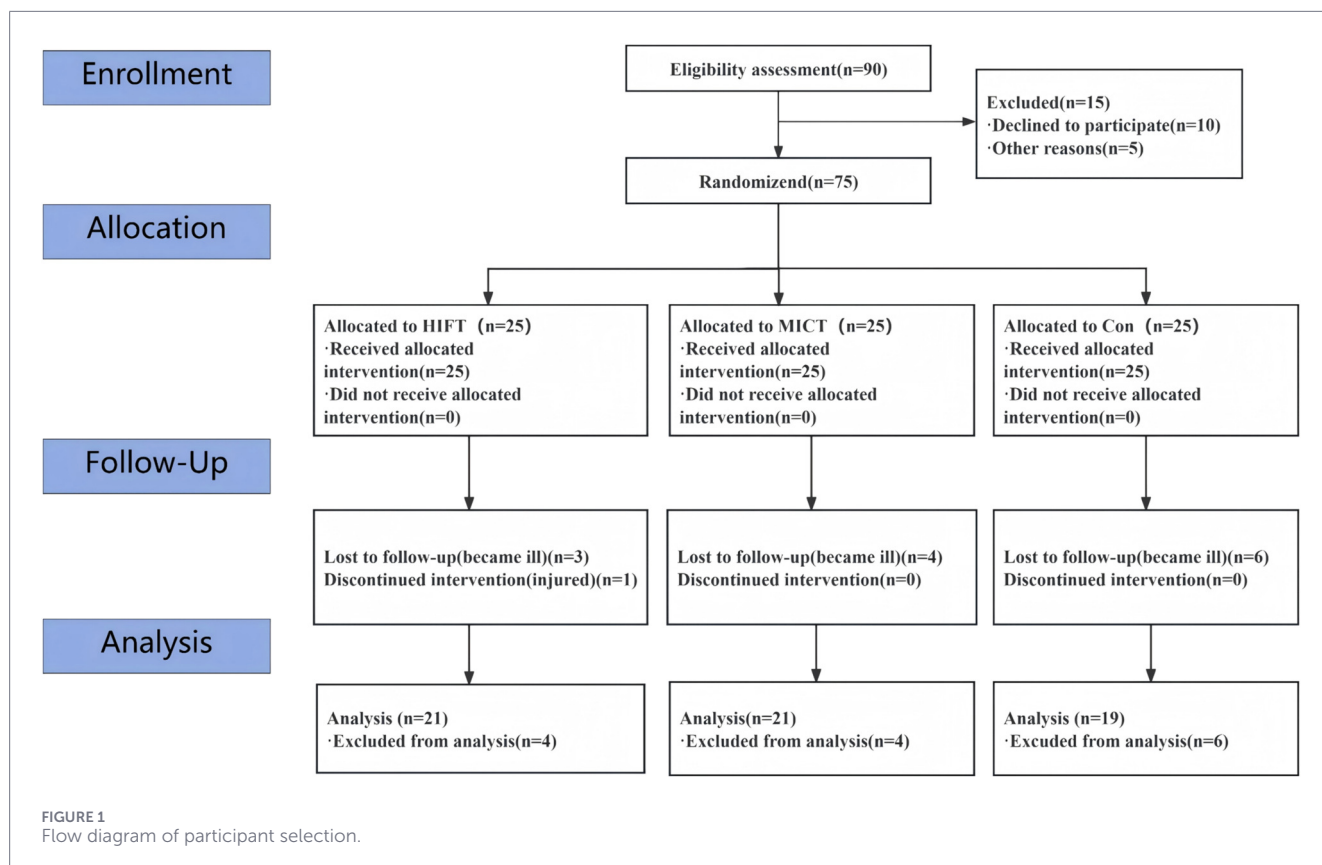 Enrollment
Eligibility assessment(n=90)
Excluded(n=15)
·Declined to participate(n=10)
·Other reasons(n=5)
Randomizend(n=75)
Allocation
Allocated to HIFT（n=25）
·Received allocated
intervention(n=25)
·Did not receive allocated
intervention(n=0)
Allocated to MICT（n=25）
·Received allocated
intervention(n=25)
·Did not receive allocated
intervention(n=0)
Allocated to Con（n=25）
·Received allocated
intervention(n=25)
·Did not receive allocated
intervention(n=0)
Follow-Up
Lost to follow-up(became ill)(n=3)
Discontinued intervention(injured)(n=1)
Lost to follow-up(became ill)(n=4)
Discontinued intervention(n=0)
Lost to follow-up(became ill)(n=6)
Discontinued intervention(n=0)
Analysis
Analysis (n=21)
·Excluded from analysis(n=4)
Analysis(n=21)
·Excluded from analysis(n=4)
Analysis (n=19)
·Excuded from analysis(n=6)
FIGURE 1
Flow diagram of participant selection.